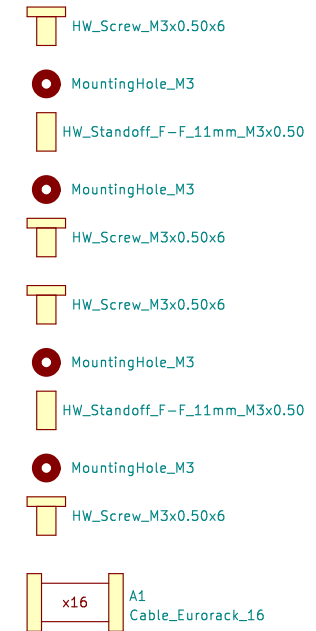 HW_Screw_M3x0.50x6
MountingHole_M3
HW_Standoff_F-F_11mm_M3x0.50
MountingHole_M3
HW_Screw_M3x0.50x6
HW_Screw_M3x0.50x6
MountingHole_M3
HW_Standoff_F-F_11mm_M3x0.50
MountingHole_M3
HW_Screw_M3x0.50x6
x16
A1
Cable_Eurorack_16